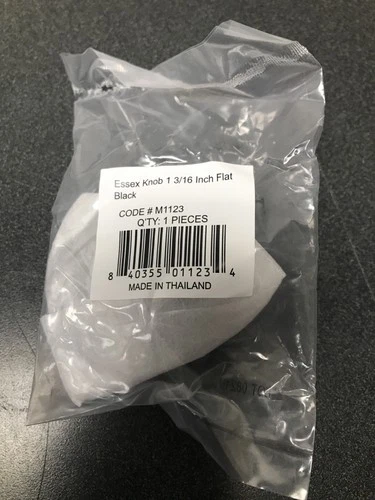 Essex Knob 1 3/16 Inch Flat
Black
CODE # M1123
Q'TY: 1 PIECES
8 40355 01123 4
MADE IN THAILAND